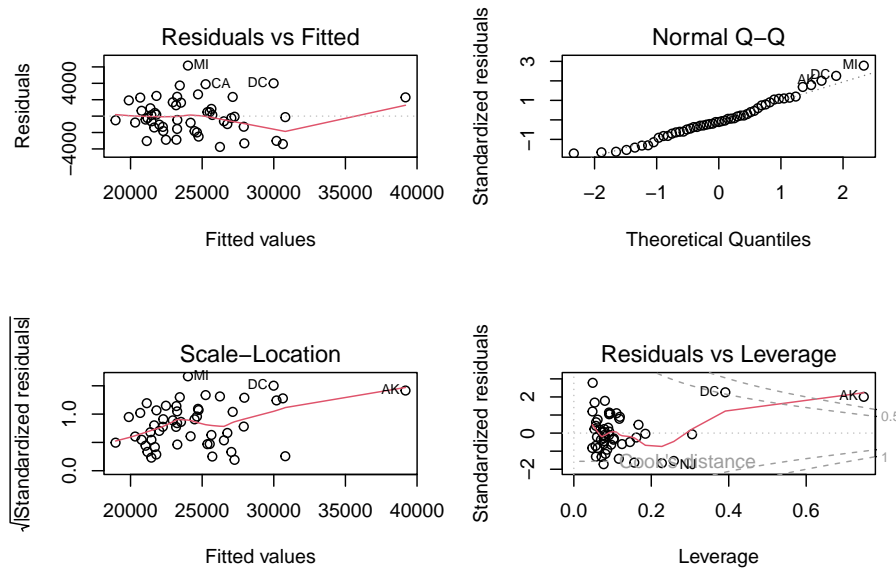 Residuals vs Fitted
Residuals
−4000
4000
MI
CA
DC
20000
25000
30000
35000
40000
Fitted values
Normal Q−Q
Standardized residuals
−1
1
3
AK
DC
MI
−2
−1
0
1
2
Theoretical Quantiles
Scale−Location
√|Standardized residuals|
0.0
1.0
MI
DC
AK
20000
25000
30000
35000
40000
Fitted values
Residuals vs Leverage
Standardized residuals
−2
0
1
2
DC
AK
NJ
Cook's distance
0.5
1
0.0
0.2
0.4
0.6
Leverage